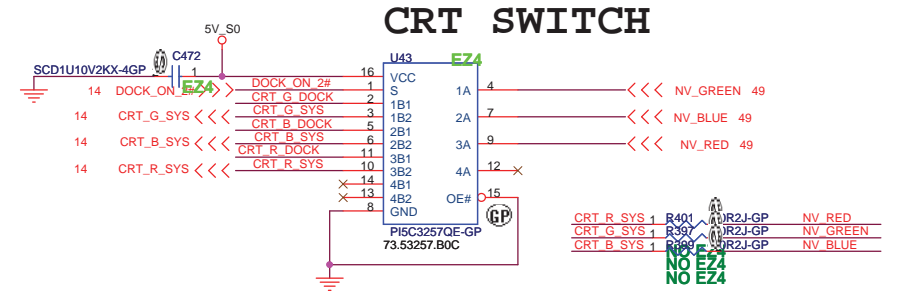 CRT SWITCH
5V_S0
C472
U43
EZ4
SCD1U10V2KX-4GP 2 1
EZ4
16 VCC
14 DOCK_ON_2# DOCK_ON_2# 1 S 1A 4 NV_GREEN 49
CRT_G_DOCK 2 1B1
14 CRT_G_SYS CRT_G_SYS 3 1B2 2A 7 NV_BLUE 49
CRT_B_DOCK 5 2B1
14 CRT_B_SYS CRT_B_SYS 6 2B2 3A 9 NV_RED 49
CRT_R_DOCK 11 3B1
14 CRT_R_SYS CRT_R_SYS 10 3B2 4A 12
14 4B1
13 4B2 OE# 15
8 GND
GP
PI5C3257QE-GP
73.53257.B0C
CRT_R_SYS 1 R401 0R2J-GP NV_RED
CRT_G_SYS 1 R397 0R2J-GP NV_GREEN
CRT_B_SYS 1 R399 0R2J-GP NV_BLUE
NO EZ4
NO EZ4
NO EZ4